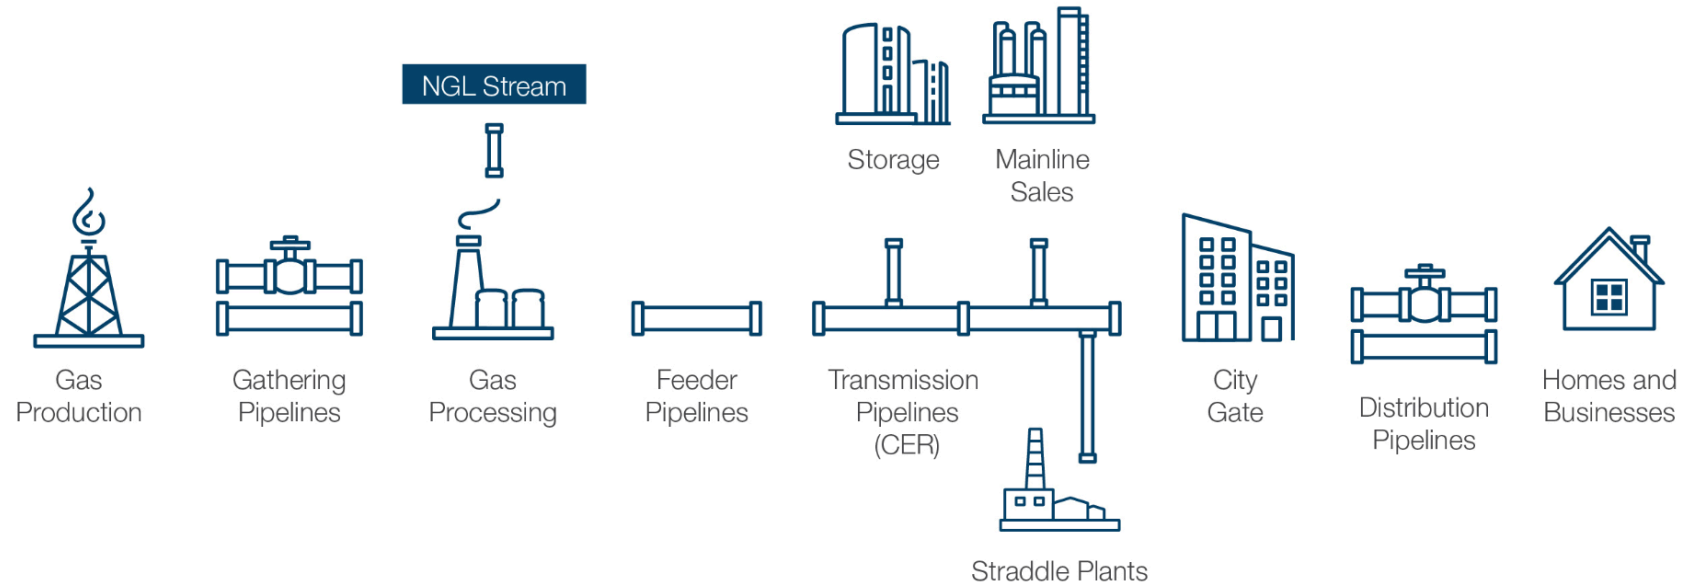 NGL Stream
Storage
Mainline
Sales
Gas
Production
Gathering
Pipelines
Gas
Processing
Feeder
Pipelines
Transmission
Pipelines
(CER)
City
Gate
Distribution
Pipelines
Homes and
Businesses
Straddle Plants